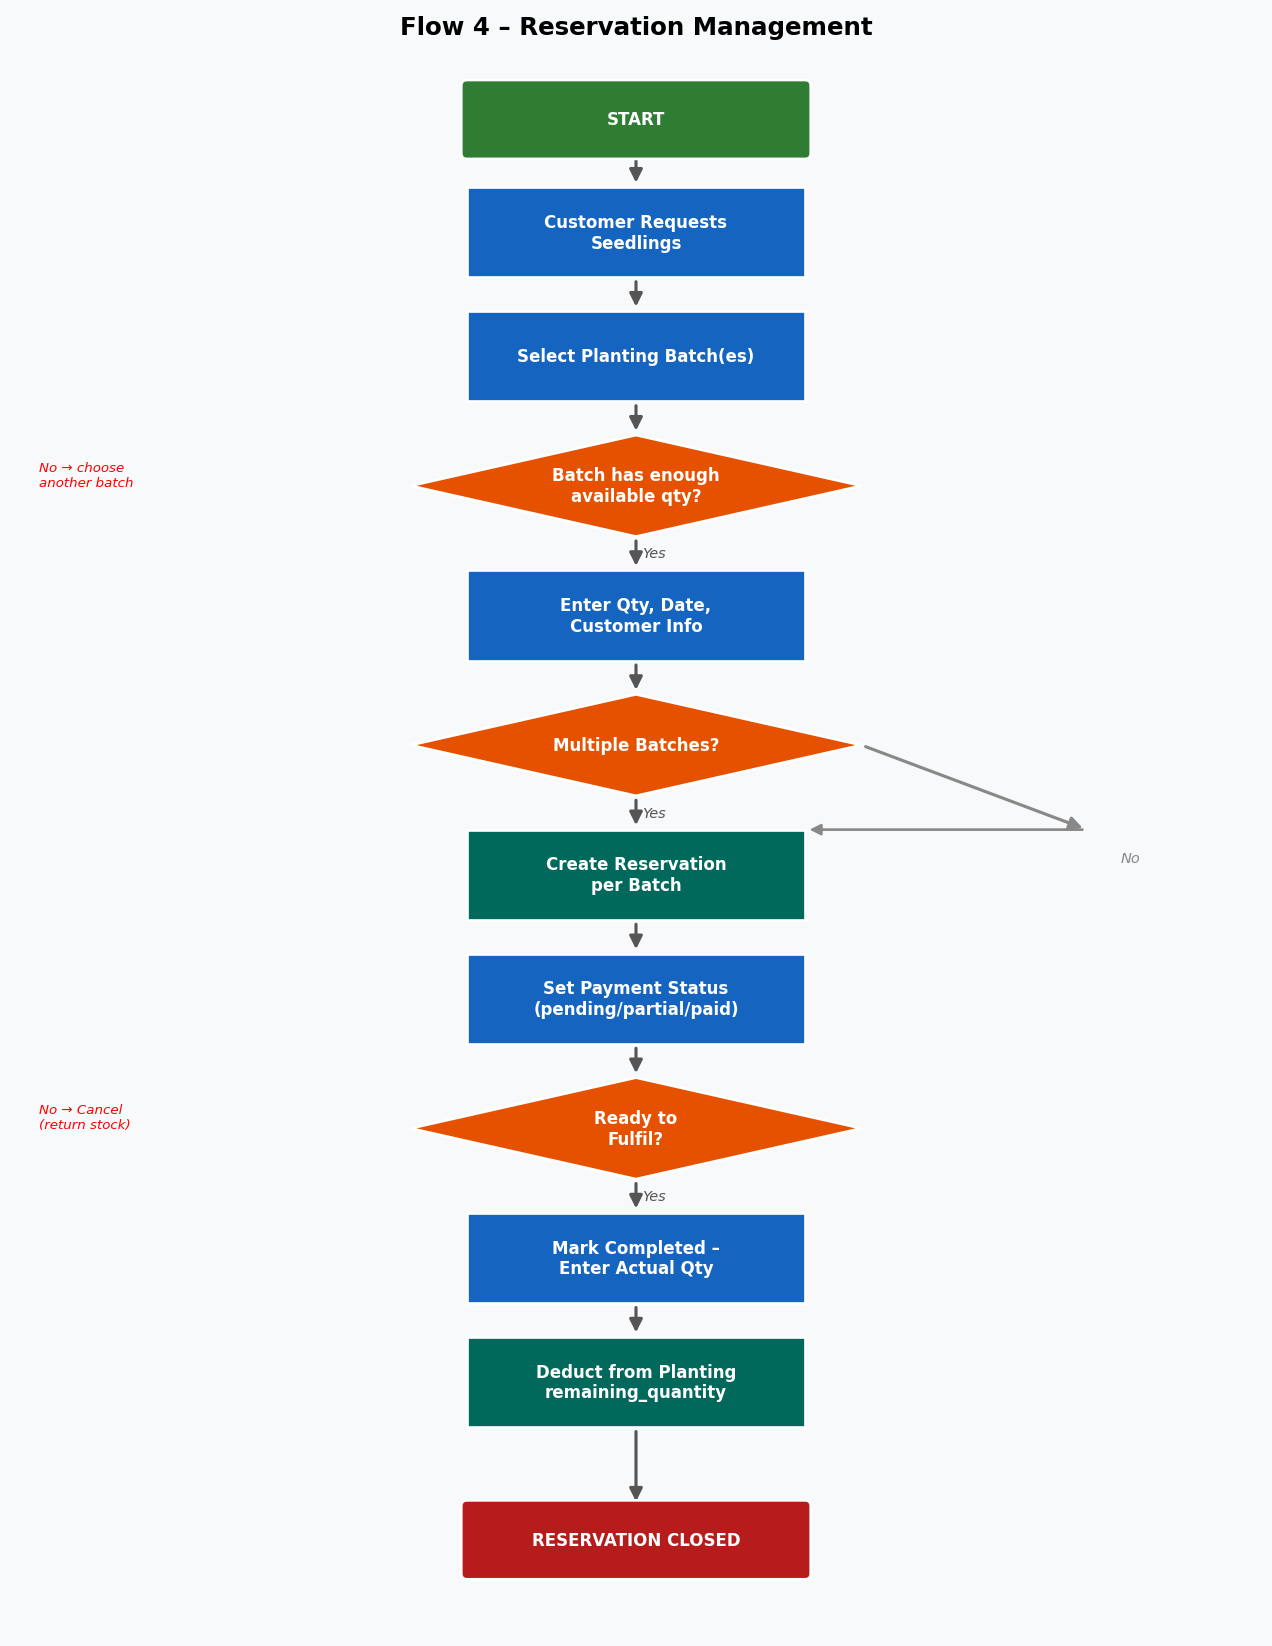 Flow 4 – Reservation Management
START
Customer Requests
Seedlings
Select Planting Batch(es)
No → choose
another batch
Batch has enough
available qty?
Yes
Enter Qty, Date,
Customer Info
Multiple Batches?
Yes
No
Create Reservation
per Batch
Set Payment Status
(pending/partial/paid)
No → Cancel
(return stock)
Ready to
Fulfil?
Yes
Mark Completed –
Enter Actual Qty
Deduct from Planting
remaining_quantity
RESERVATION CLOSED